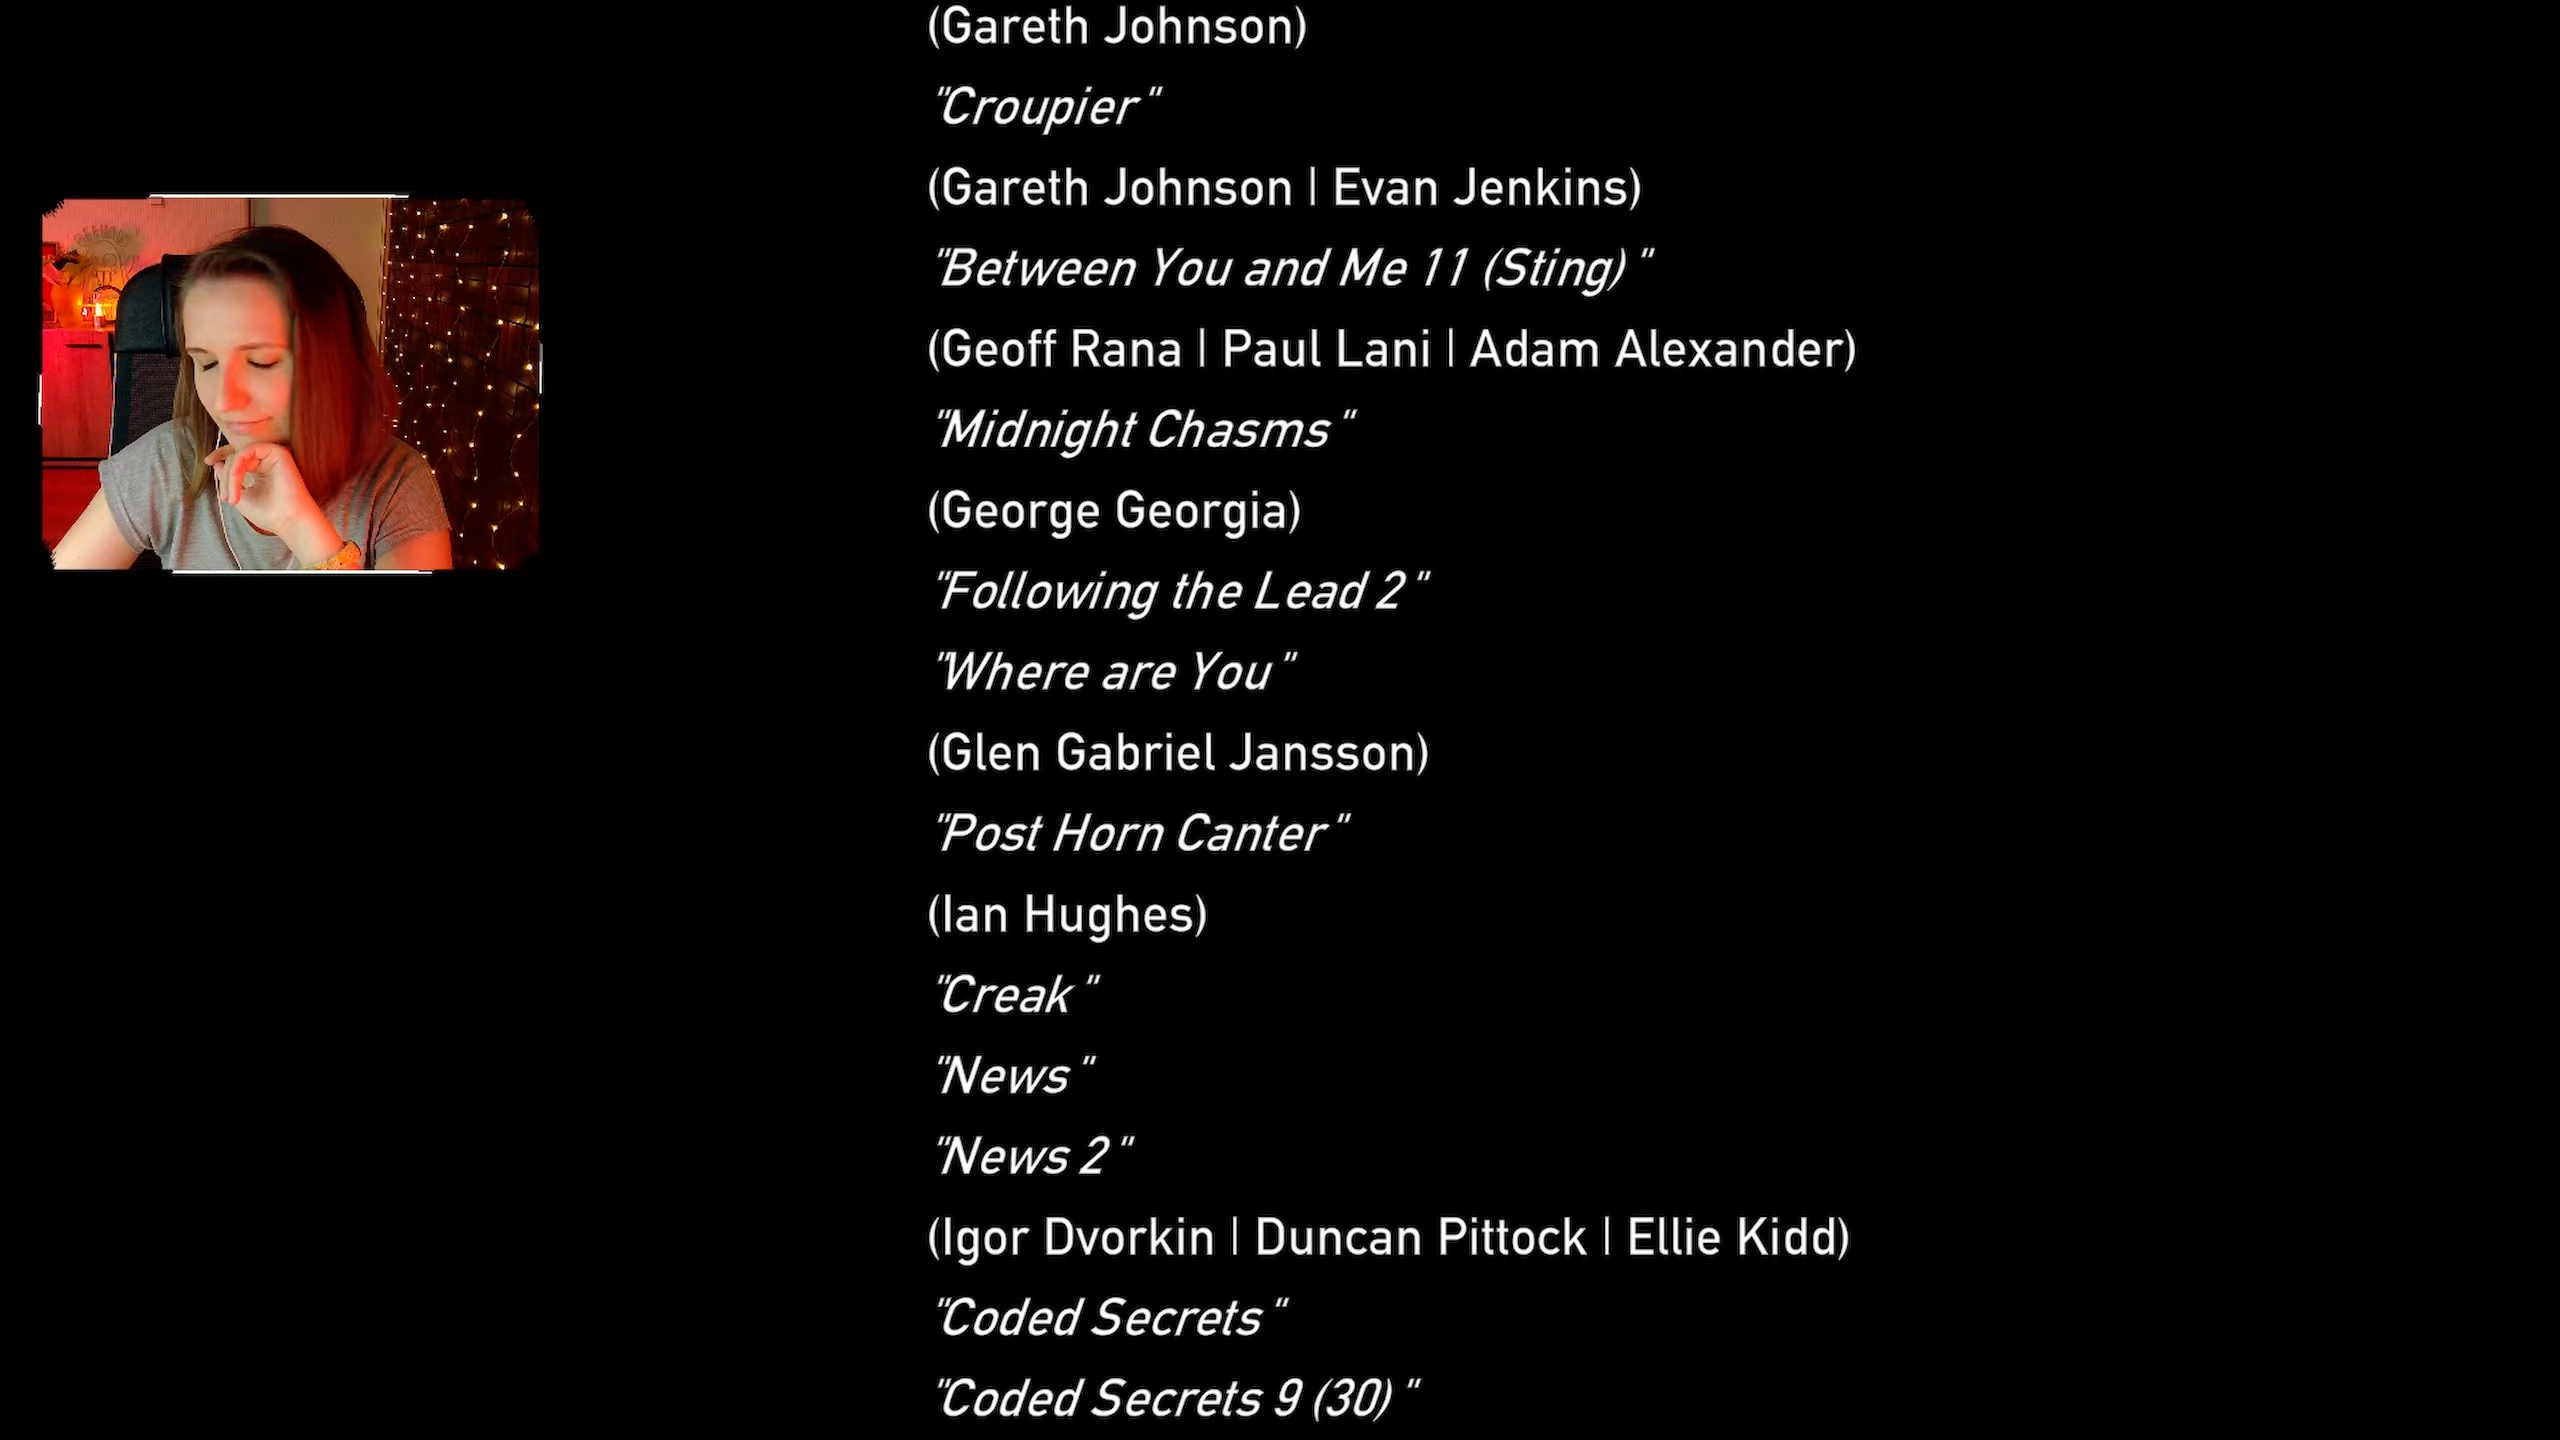 (Gareth Johnson)
"Croupier"
(Gareth Johnson | Evan Jenkins)
"Between You and Me 11 (Sting)"
(Geoff Rana | Paul Lani | Adam Alexander)
"Midnight Chasms"
(George Georgia)
"Following the Lead 2"
"Where are You"
(Glen Gabriel Jansson)
"Post Horn Canter"
(Ian Hughes)
"Creak"
"News"
"News 2"
(Igor Dvorkin | Duncan Pittock | Ellie Kidd)
"Coded Secrets"
"Coded Secrets 9 (30)"